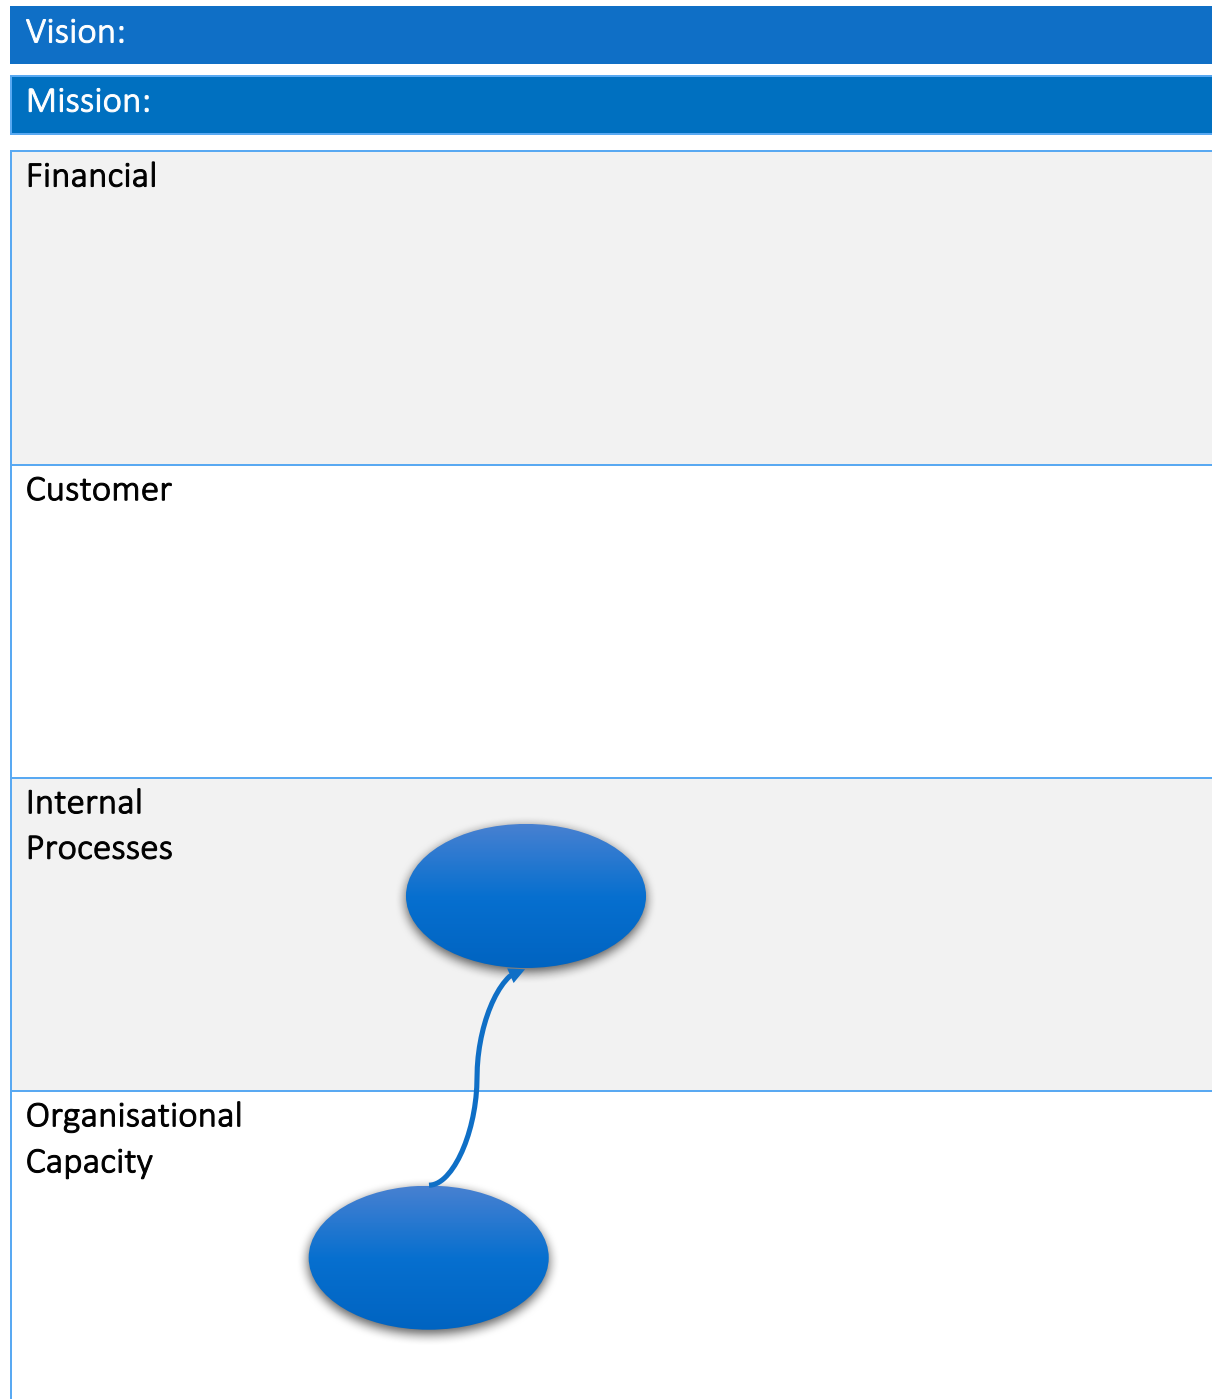 Vision:
Mission:
Financial
Customer
Internal
Processes
Organisational
Capacity